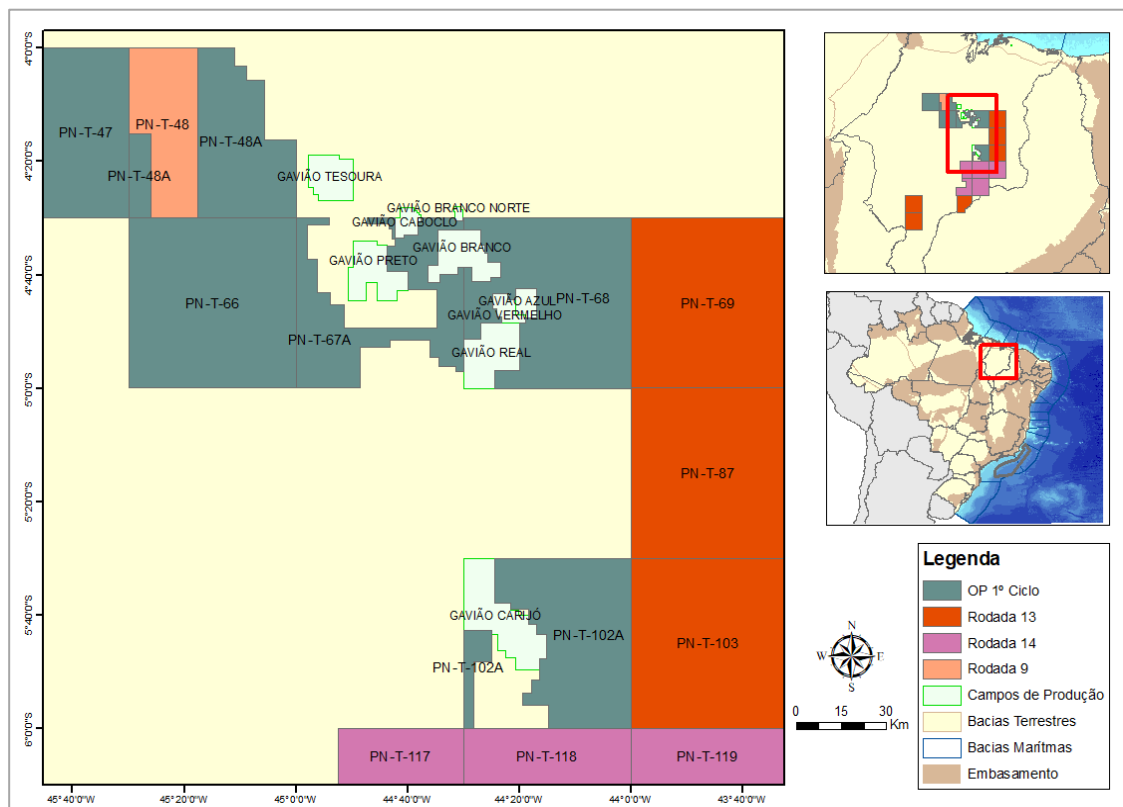 4°0'0"S
4°20'0"S
4°40'0"S
5°0'0"S
5°20'0"S
5°40'0"S
6°0'0"S
PN-T-47
PN-T-48
PN-T-48A
PN-T-48A
GAVIÃO TESOURA
GAVIÃO BRANCO NORTE
GAVIÃO CABOCLO
GAVIÃO BRANCO
GAVIÃO PRETO
PN-T-66
GAVIÃO AZUL
PN-T-68
PN-T-69
GAVIÃO VERMELHO
PN-T-67A
GAVIÃO REAL
PN-T-87
GAVIÃO CARIJÓ
PN-T-102A
PN-T-103
PN-T-102A
PN-T-117
PN-T-118
PN-T-119
45°40'0"W
45°20'0"W
45°0'0"W
44°40'0"W
44°20'0"W
44°0'0"W
43°40'0"W
N
W
E
S
0 15 30
Km
Legenda
OP 1º Ciclo
Rodada 13
Rodada 14
Rodada 9
Campos de Produção
Bacias Terrestres
Bacias Marítmas
Embasamento